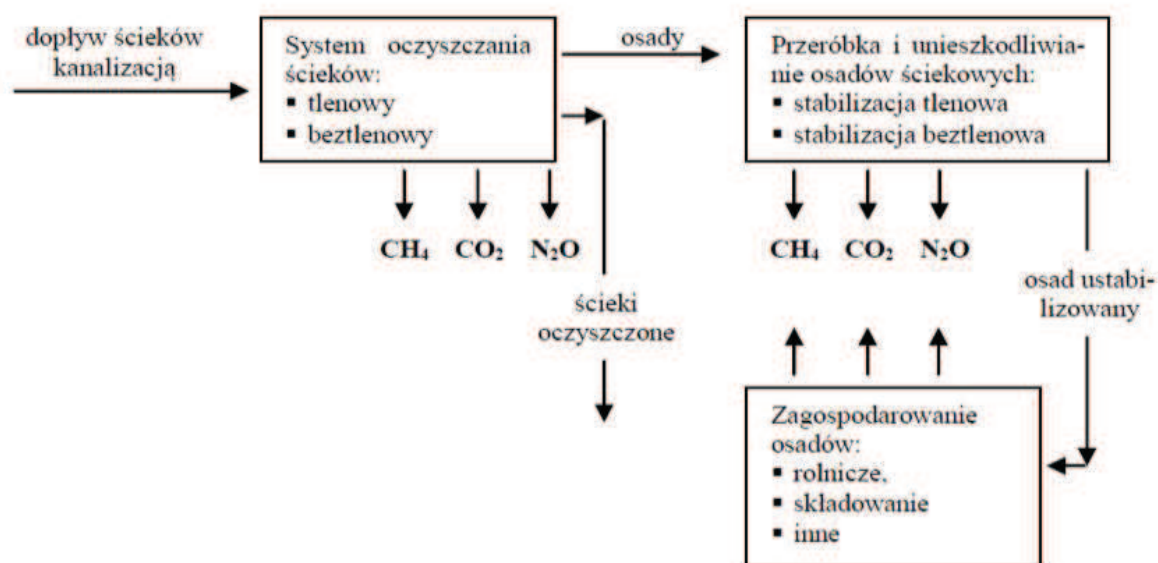 dopływ ścieków
kanalizacją
System oczyszczania
ścieków:
▪ tlenowy
▪ beztlenowy
osady
Przeróbka i unieszkodliwia-
nie osadów ściekowych:
▪ stabilizacja tlenowa
▪ stabilizacja beztlenowa
CH₄ CO₂ N₂O
ścieki
oczyszczone
CH₄ CO₂ N₂O
osad ustabi-
lizowany
Zagospodarowanie
osadów:
▪ rolnicze,
▪ składowanie
▪ inne